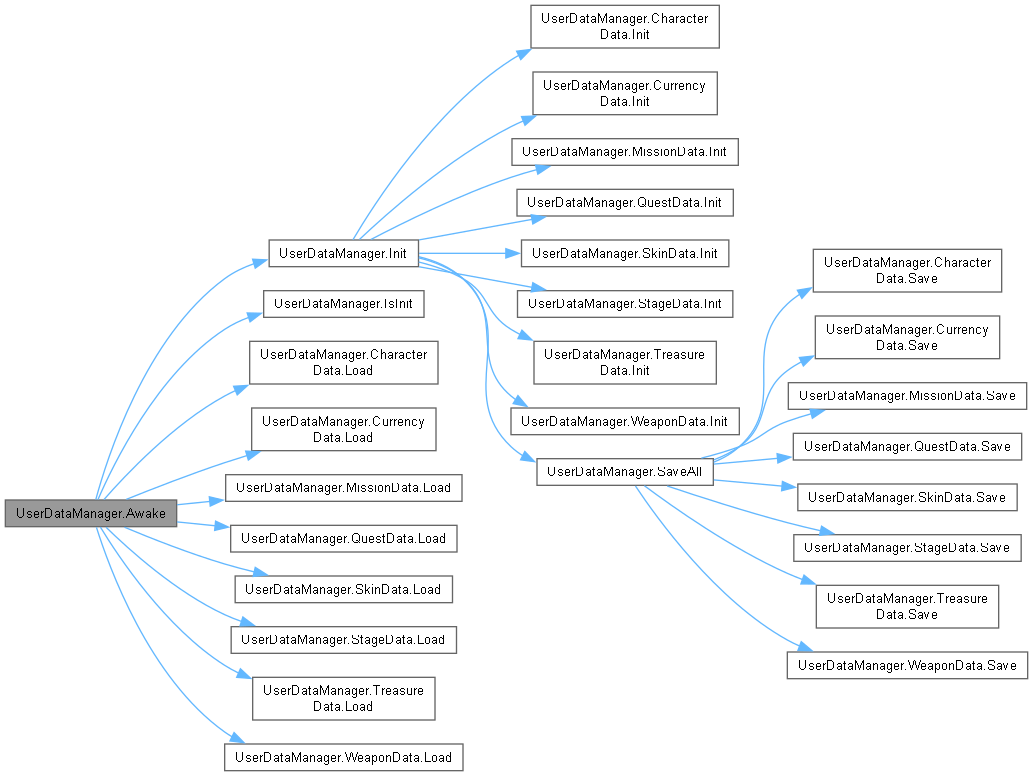 UserDataManager.Character
Data.Init
UserDataManager.Currency
Data.Init
UserDataManager.MissionData.Init
UserDataManager.QuestData.Init
UserDataManager.Init
UserDataManager.SkinData.Init
UserDataManager.Character
Data.Save
UserDataManager.IsInit
UserDataManager.StageData.Init
UserDataManager.Currency
Data.Save
UserDataManager.Character
Data.Load
UserDataManager.Treasure
Data.Init
UserDataManager.MissionData.Save
UserDataManager.Currency
Data.Load
UserDataManager.WeaponData.Init
UserDataManager.QuestData.Save
UserDataManager.SaveAll
UserDataManager.MissionData.Load
UserDataManager.SkinData.Save
UserDataManager.Awake
UserDataManager.QuestData.Load
UserDataManager.StageData.Save
UserDataManager.SkinData.Load
UserDataManager.Treasure
Data.Save
UserDataManager.StageData.Load
UserDataManager.WeaponData.Save
UserDataManager.Treasure
Data.Load
UserDataManager.WeaponData.Load